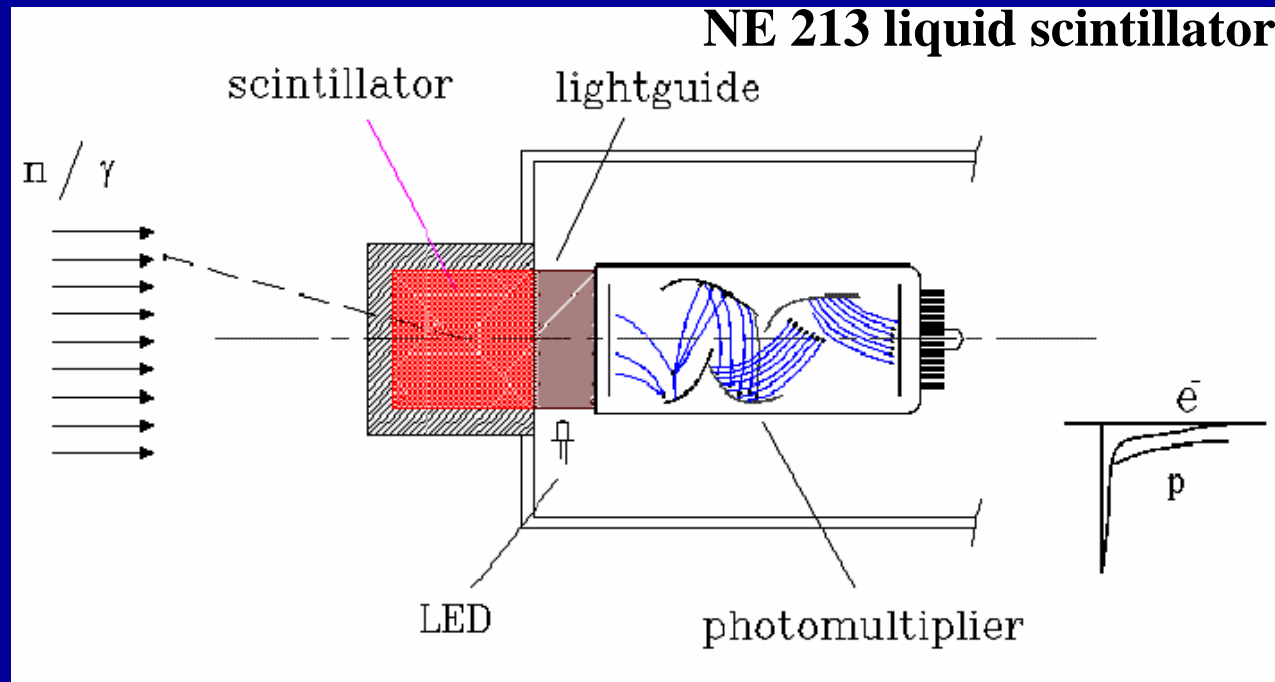 NE 213 liquid scintillator
scintillator
lightguide
n / γ
e⁻
p
LED
photomultiplier